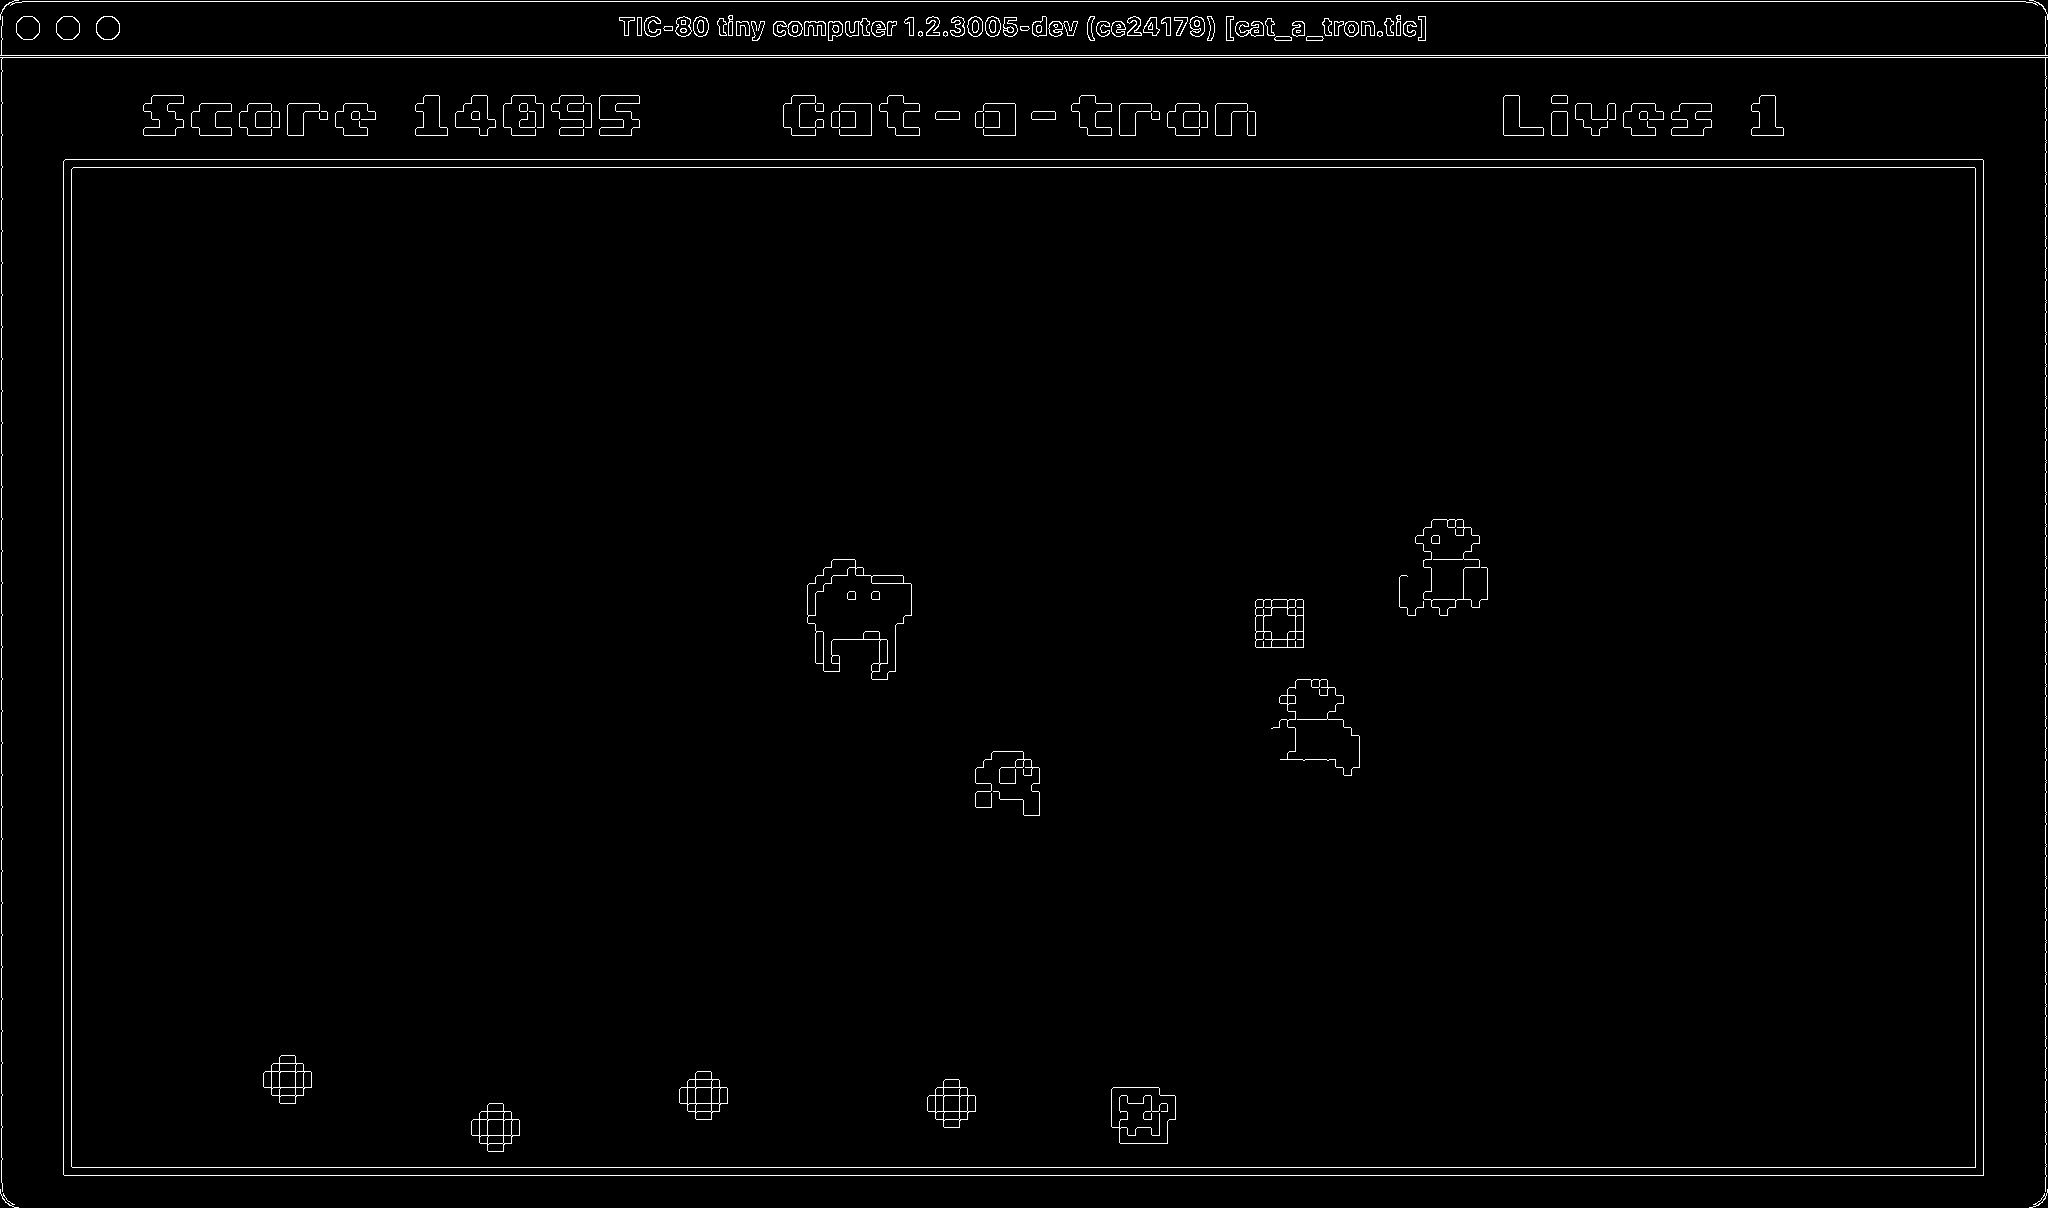 TIC-80 tiny computer 1.2.3005-dev (ce24179) [cat_a_tron.tic]
Score 14095 Cat-a-tron Lives 1